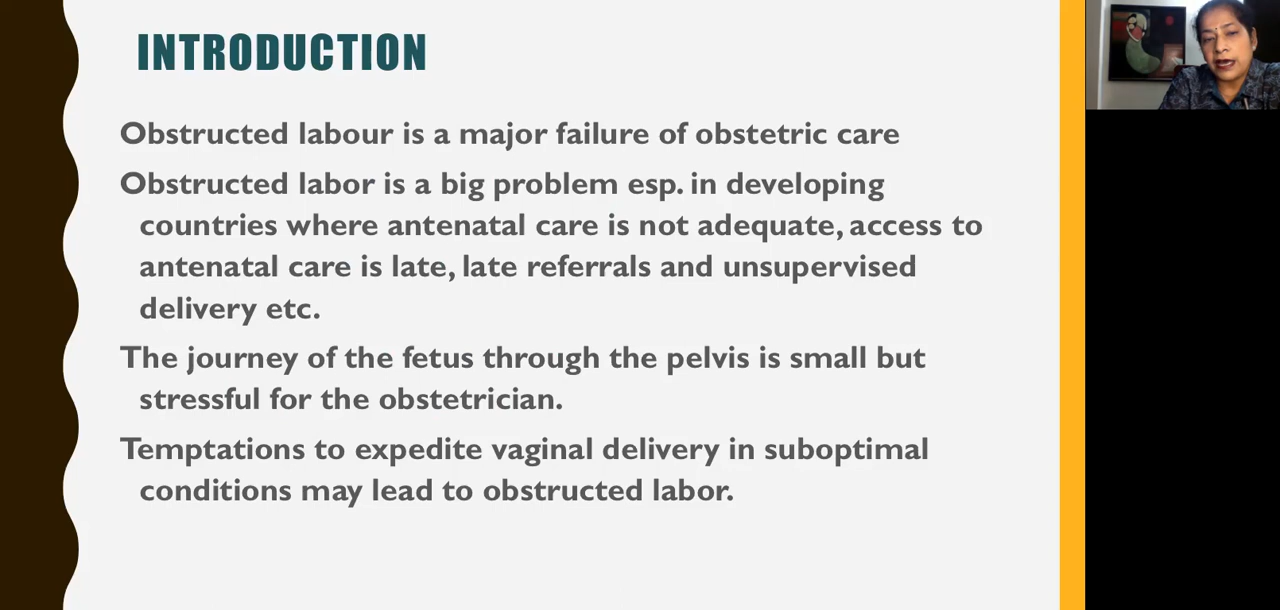 INTRODUCTION
Obstructed labour is a major failure of obstetric care
Obstructed labor is a big problem esp. in developing
countries where antenatal care is not adequate, access to
antenatal care is late, late referrals and unsupervised
delivery etc.
The journey of the fetus through the pelvis is small but
stressful for the obstetrician.
Temptations to expedite vaginal delivery in suboptimal
conditions may lead to obstructed labor.